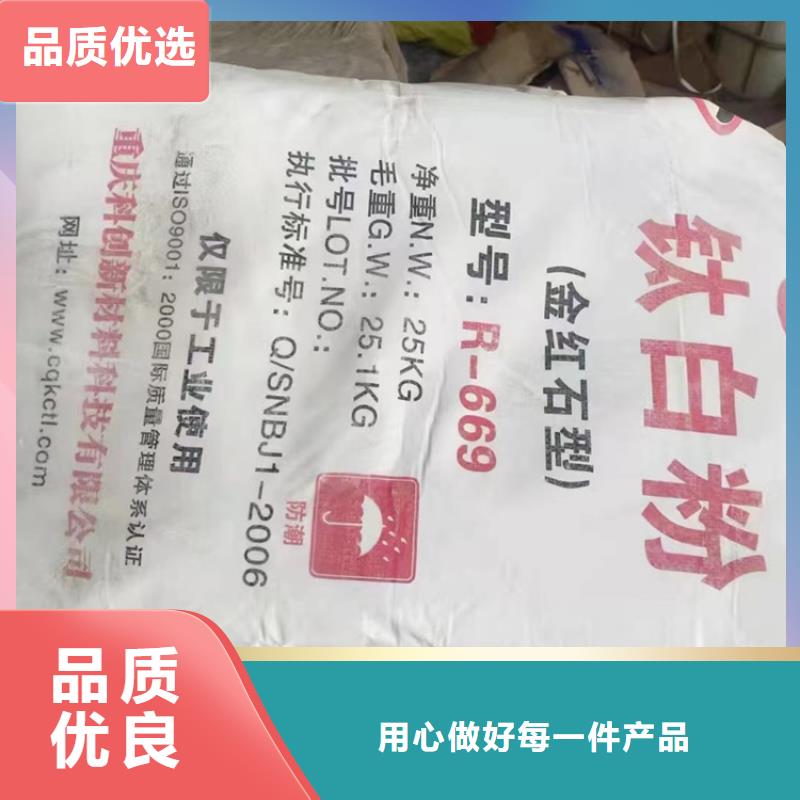 品质优选
钛白粉
(金红石型)
型号：R-669
净重N.W.：25KG
毛重G.W.：25.1KG
批号LOT.NO.：
执行标准号：Q/SNBJ1-2006
防潮
仅限于工业使用
通过ISO9001：2000国际质量管理体系认证
重庆科创新材料科技有限公司
网址：www.cqkctl.com
品质
优良
用心做好每一件产品